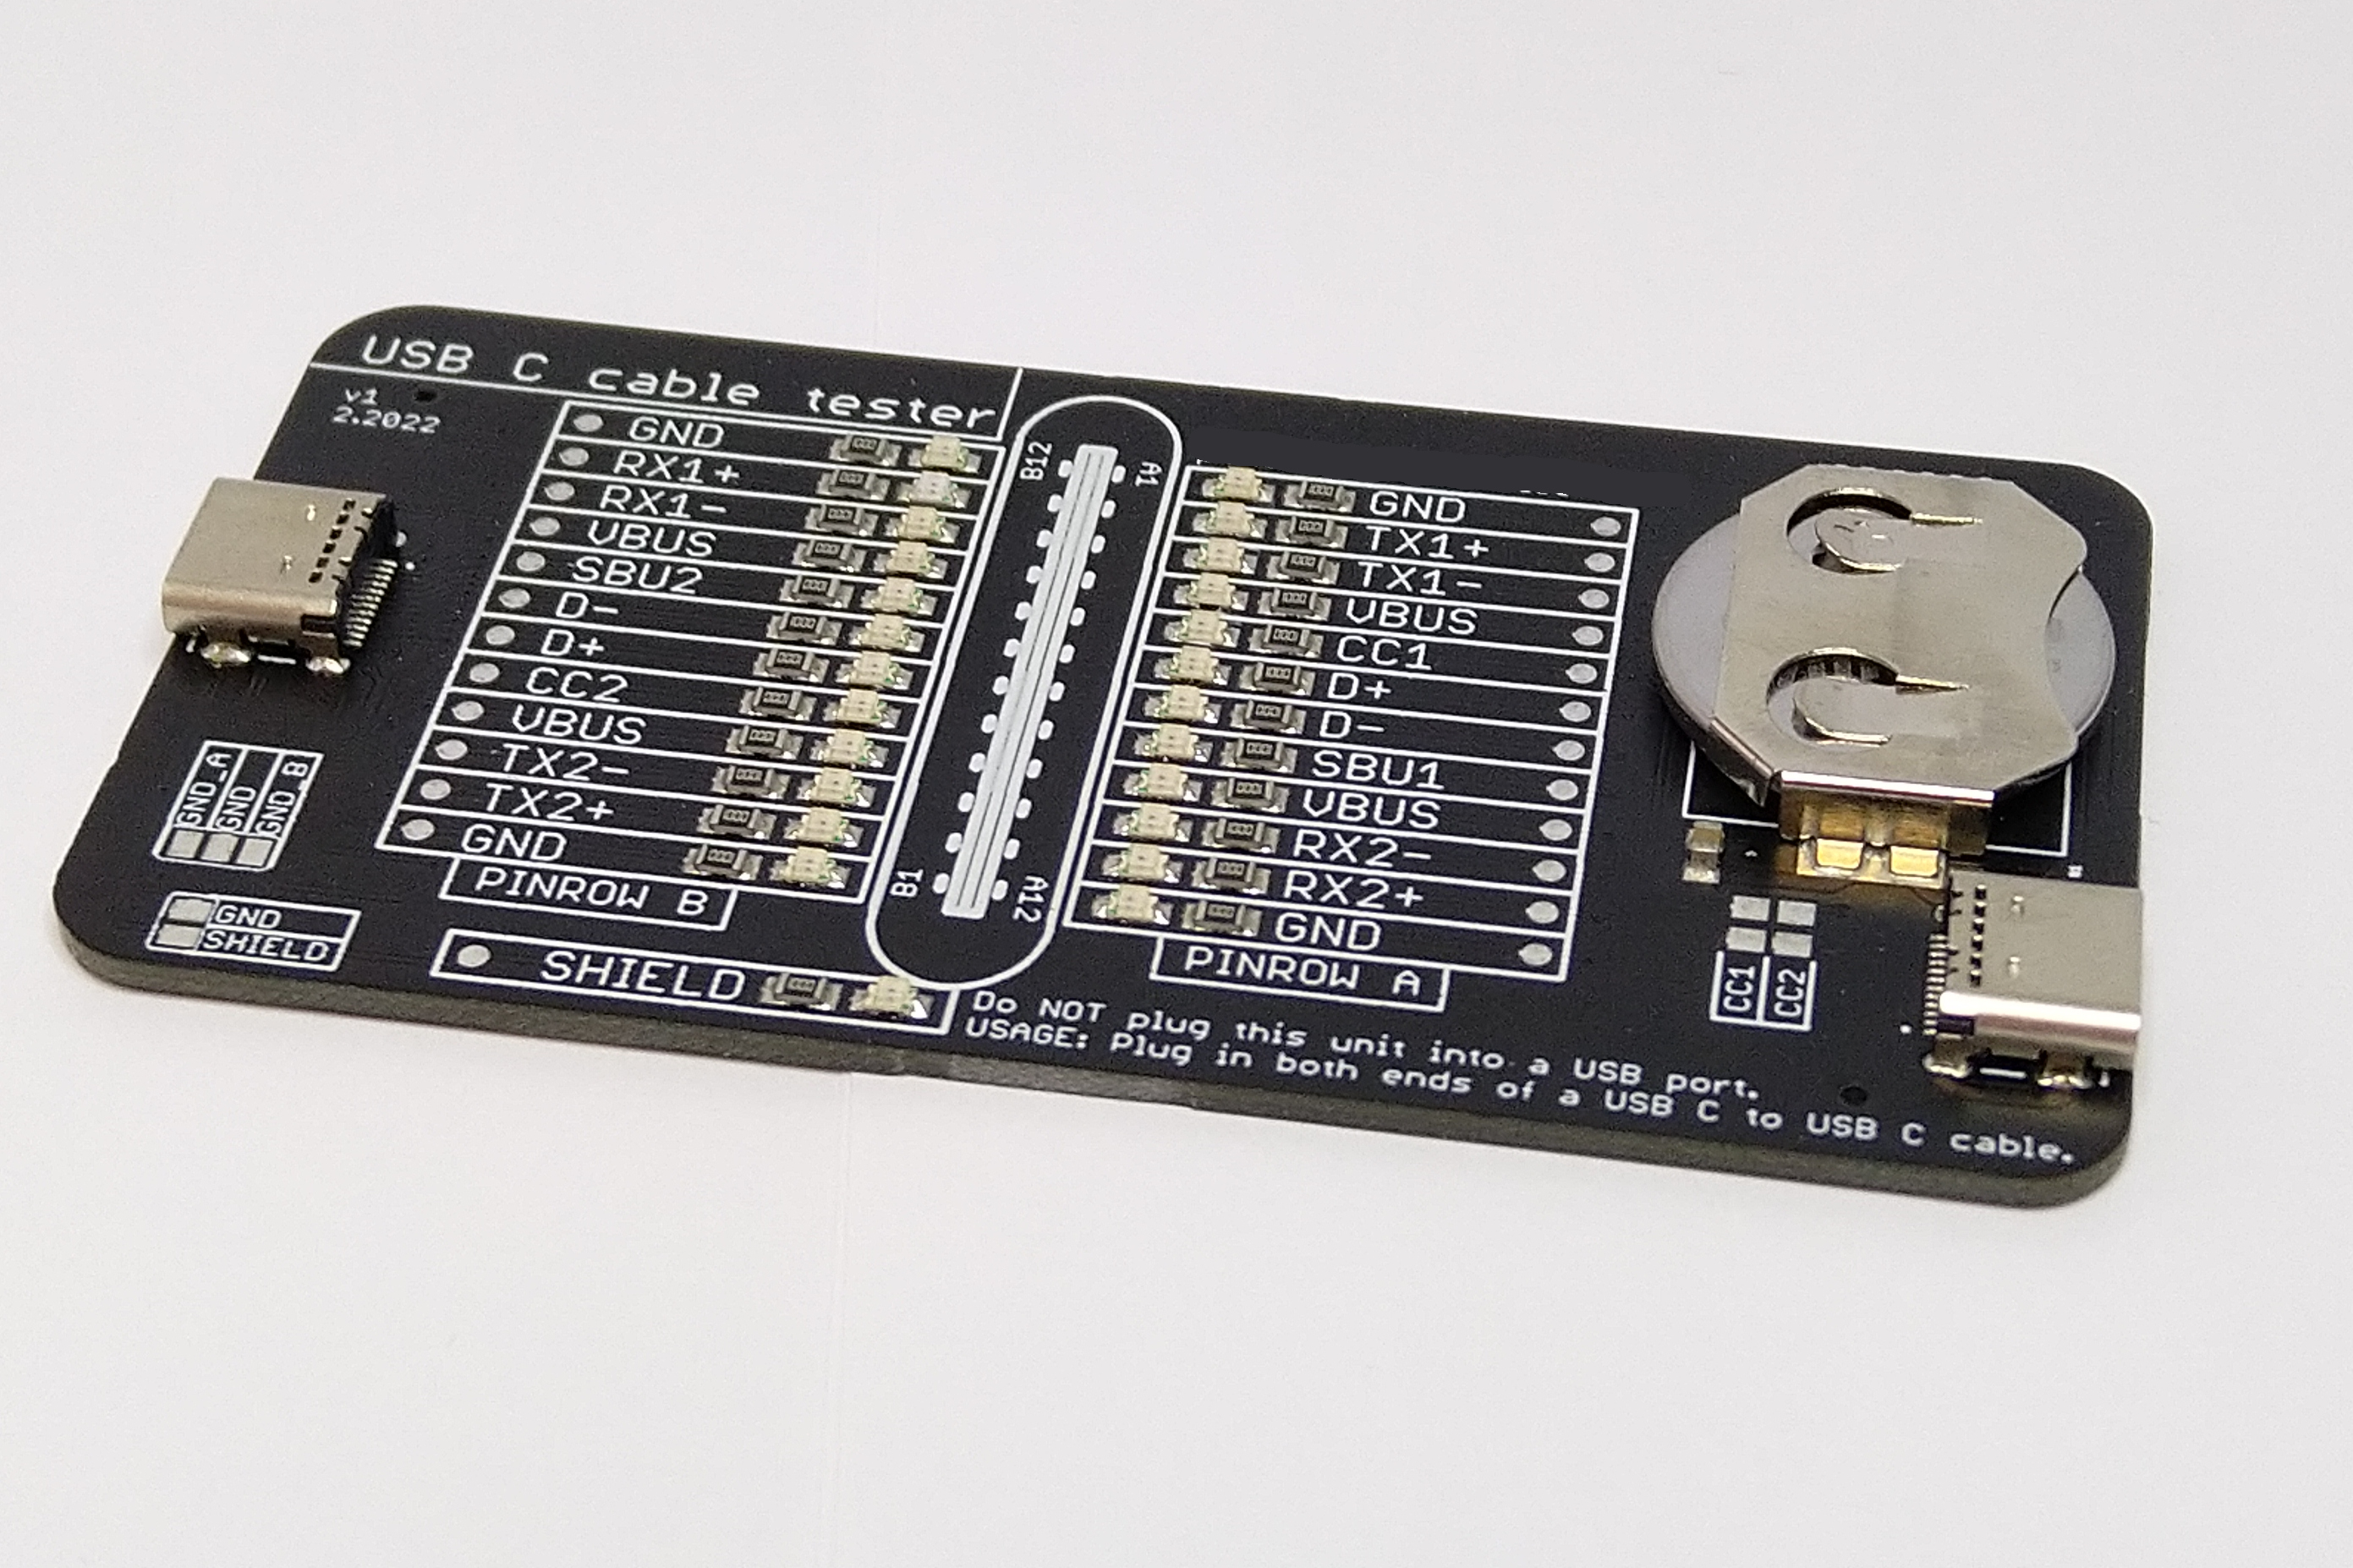 USB C cable tester
v1
2.2022
GND
RX1+
RX1-
VBUS
SBU2
D-
D+
CC2
VBUS
TX2-
TX2+
GND
PINROW B
SHIELD
GND_A
GND
GND_B
GND
SHIELD
B12
A1
B1
A12
GND
TX1+
TX1-
VBUS
CC1
D+
D-
SBU1
VBUS
RX2-
RX2+
GND
PINROW A
CC1
CC2
Do NOT plug this unit into a USB port.
USAGE: Plug in both ends of a USB C to USB C cable.